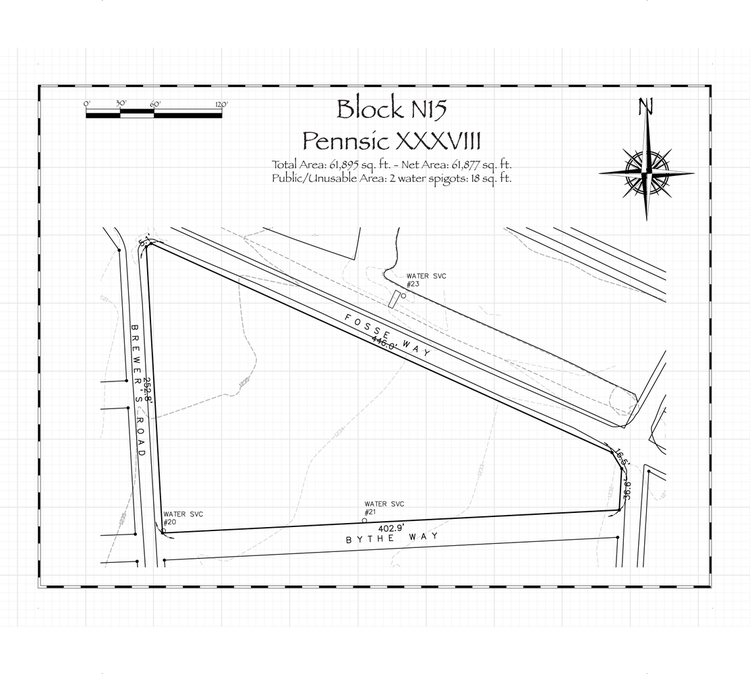 0' 30' 60' 120'
Block N15
Pennsic XXXVIII
Total Area: 61,895 sq. ft. - Net Area: 61,877 sq. ft.
Public/Unusable Area: 2 water spigots: 18 sq. ft.
N
WATER SVC
#23
FOSSE WAY
446.0'
BREWER'S ROAD
252.8'
16.5'
36.6'
WATER SVC
#20
WATER SVC
#21
402.9'
BYTHE WAY